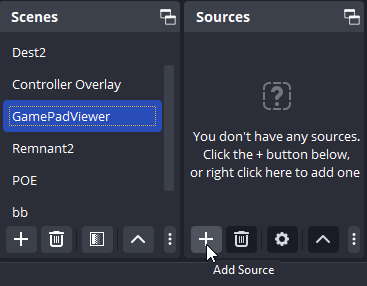 Scenes
Sources
Dest2
Controller Overlay
GamePadViewer
Remnant2
POE
bb
You don't have any sources.
Click the + button below,
or right click here to add one
Add Source